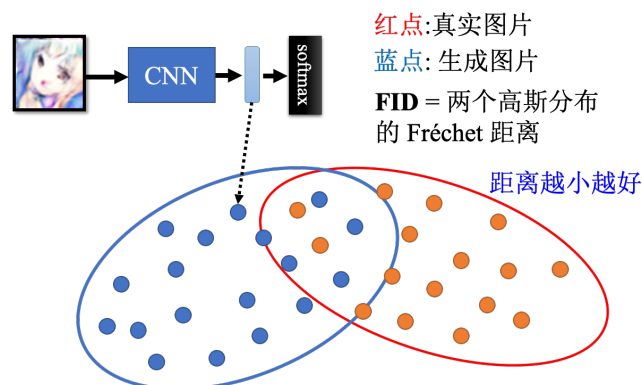 CNN
softmax
红点:真实图片
蓝点: 生成图片
FID = 两个高斯分布
的 Fréchet 距离
距离越小越好